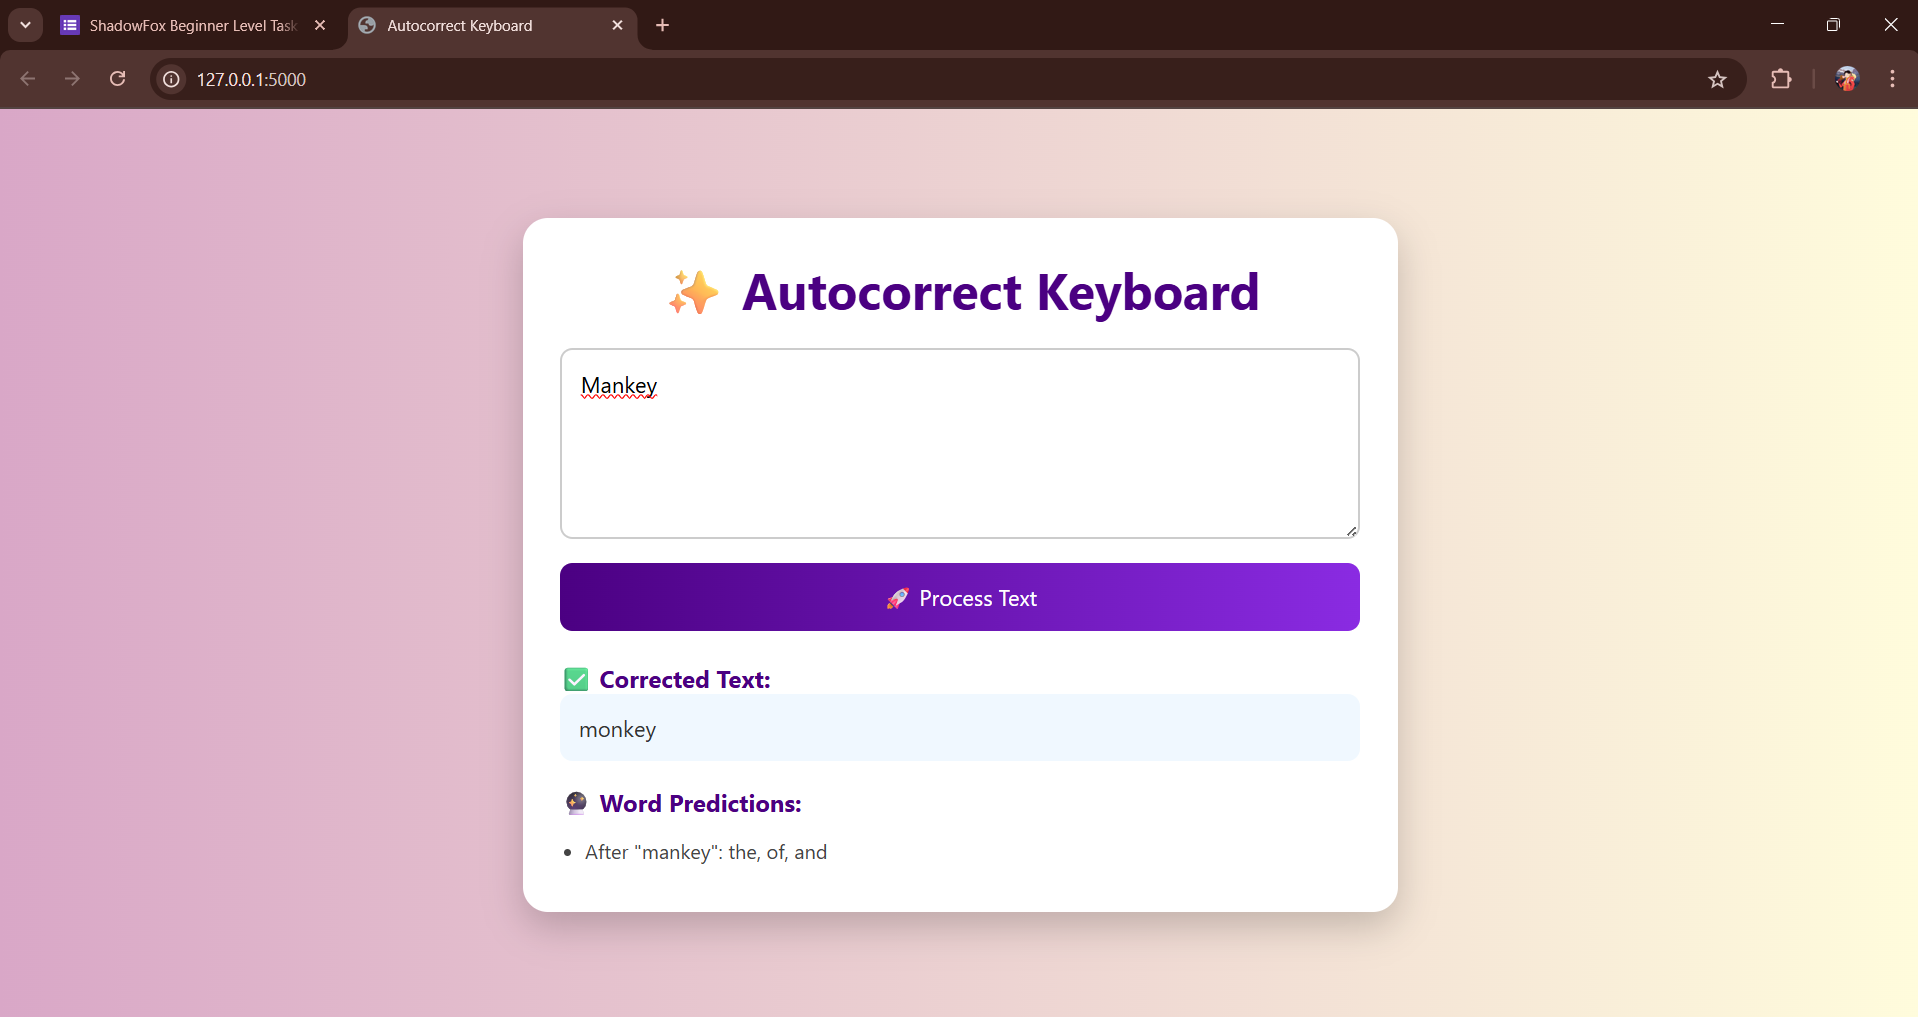 ShadowFox Beginner Level Task
Autocorrect Keyboard
127.0.0.1:5000
✨ Autocorrect Keyboard
Mankey
🚀 Process Text
✅ Corrected Text:
monkey
🔮 Word Predictions:
• After "mankey": the, of, and